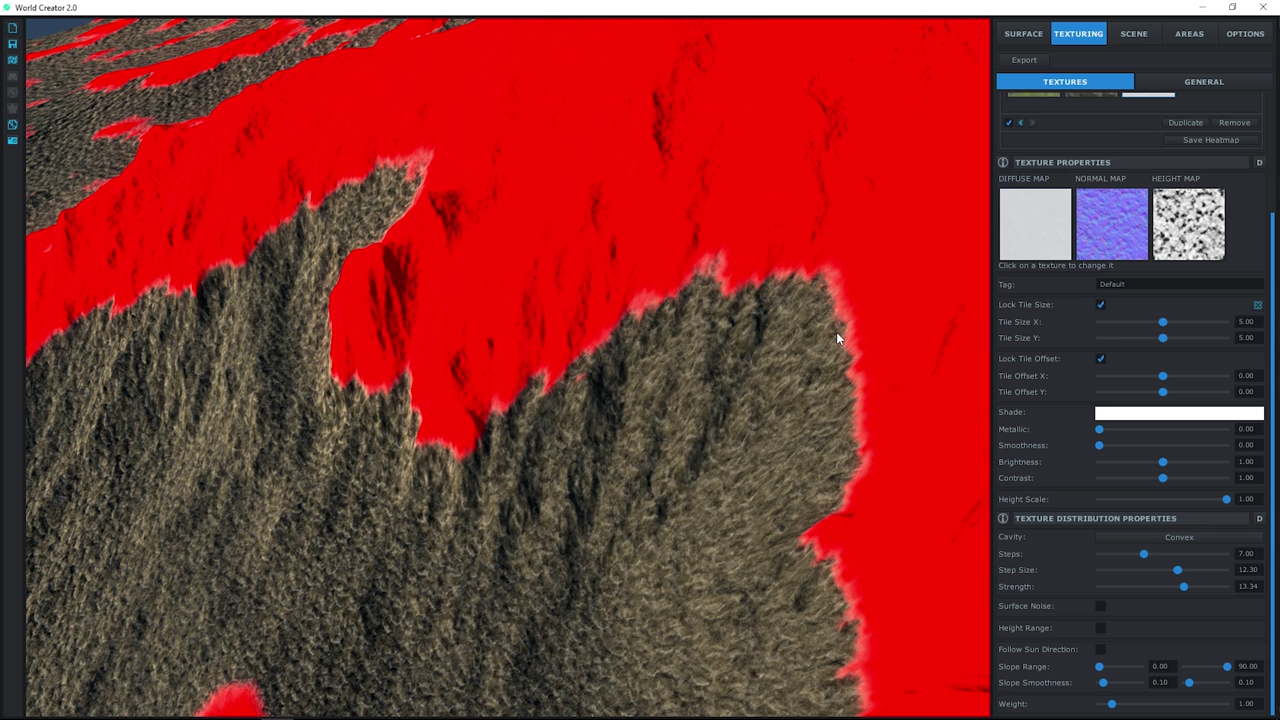 World Creator 2.0
SURFACE TEXTURING SCENE AREAS OPTIONS
Export
TEXTURES GENERAL
Duplicate Remove
Save Heatmap
TEXTURE PROPERTIES D
DIFFUSE MAP NORMAL MAP HEIGHT MAP
Click on a texture to change it
Tag: Default
Lock Tile Size:
Tile Size X: 5.00
Tile Size Y: 5.00
Lock Tile Offset:
Tile Offset X: 0.00
Tile Offset Y: 0.00
Shade:
Metallic: 0.00
Smoothness: 0.00
Brightness: 1.00
Contrast: 1.00
Height Scale: 1.00
TEXTURE DISTRIBUTION PROPERTIES D
Cavity: Convex
Steps: 7.00
Step Size: 12.30
Strength: 13.34
Surface Noise:
Height Range:
Follow Sun Direction:
Slope Range: 0.00 90.00
Slope Smoothness: 0.10 0.10
Weight: 1.00